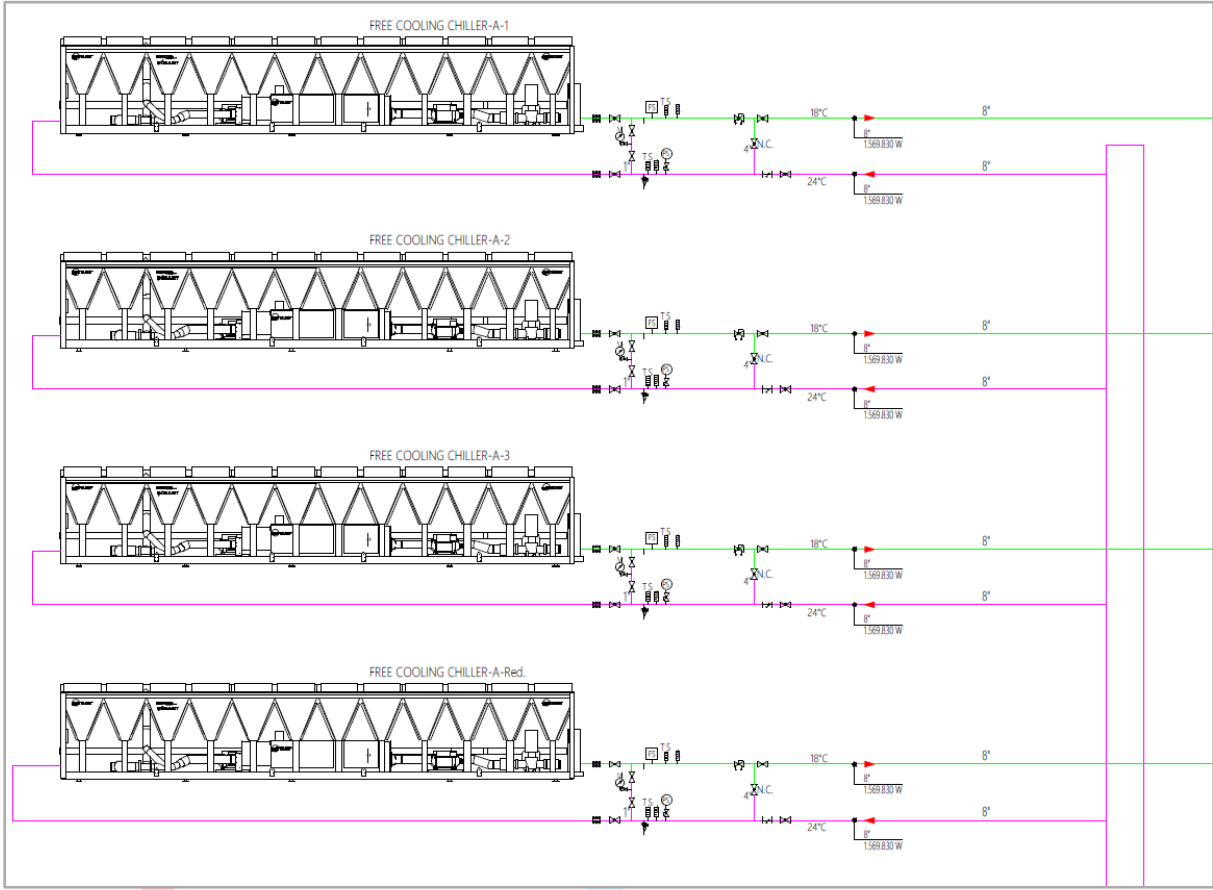 FREE COOLING CHILLER-A-1
FS
T.S
18°C
8"
8"
1.569.830 W
4"
N.C.
1"
T.S
PS
24°C
8"
8"
1.569.830 W
FREE COOLING CHILLER-A-2
FS
T.S
18°C
8"
8"
1.569.830 W
4"
N.C.
1"
T.S
PS
24°C
8"
8"
1.569.830 W
FREE COOLING CHILLER-A-3
FS
T.S
18°C
8"
8"
1.569.830 W
4"
N.C.
1"
T.S
PS
24°C
8"
8"
1.569.830 W
FREE COOLING CHILLER-A-Red.
FS
T.S
18°C
8"
8"
1.569.830 W
4"
N.C.
1"
T.S
PS
24°C
8"
8"
1.569.830 W